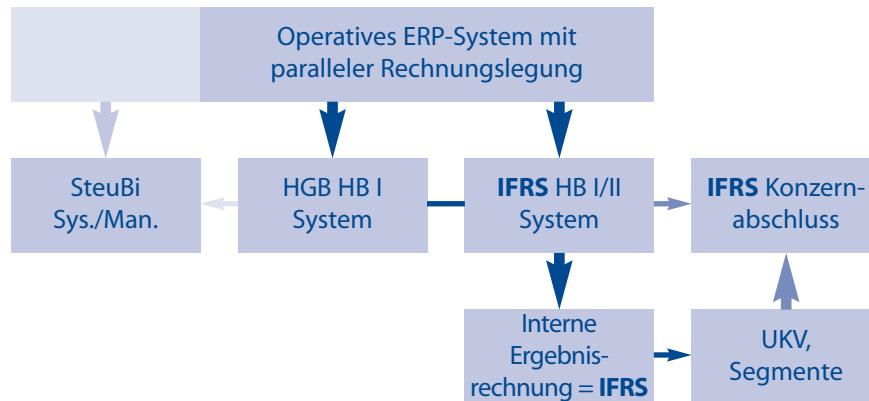 Operatives ERP-System mit
paralleler Rechnungslegung
SteuBi
Sys./Man.
HGB HB I
System
IFRS HB I/II
System
IFRS Konzern-
abschluss
Interne
Ergebnis-
rechnung = IFRS
UKV,
Segmente